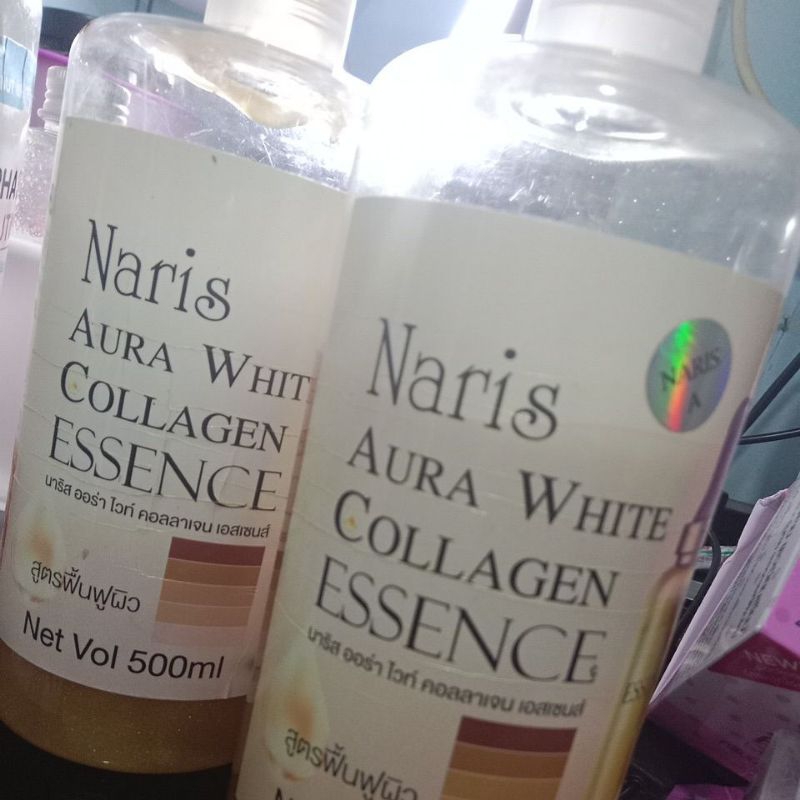 Naris
AURA WHIT
COLLAGEN
ESSENCE
นาริส ออร่า ไวท์ คอลลาเจน เอสเซนส์
สูตรฟื้นฟูผิว
Net Vol 500ml
Naris
AURA WHITE
COLLAGEN
ESSENCE
นาริส ออร่า ไวท์ คอลลาเจน เอสเซนส์
สูตรฟื้นฟูผิว
NARIS
A
NEW